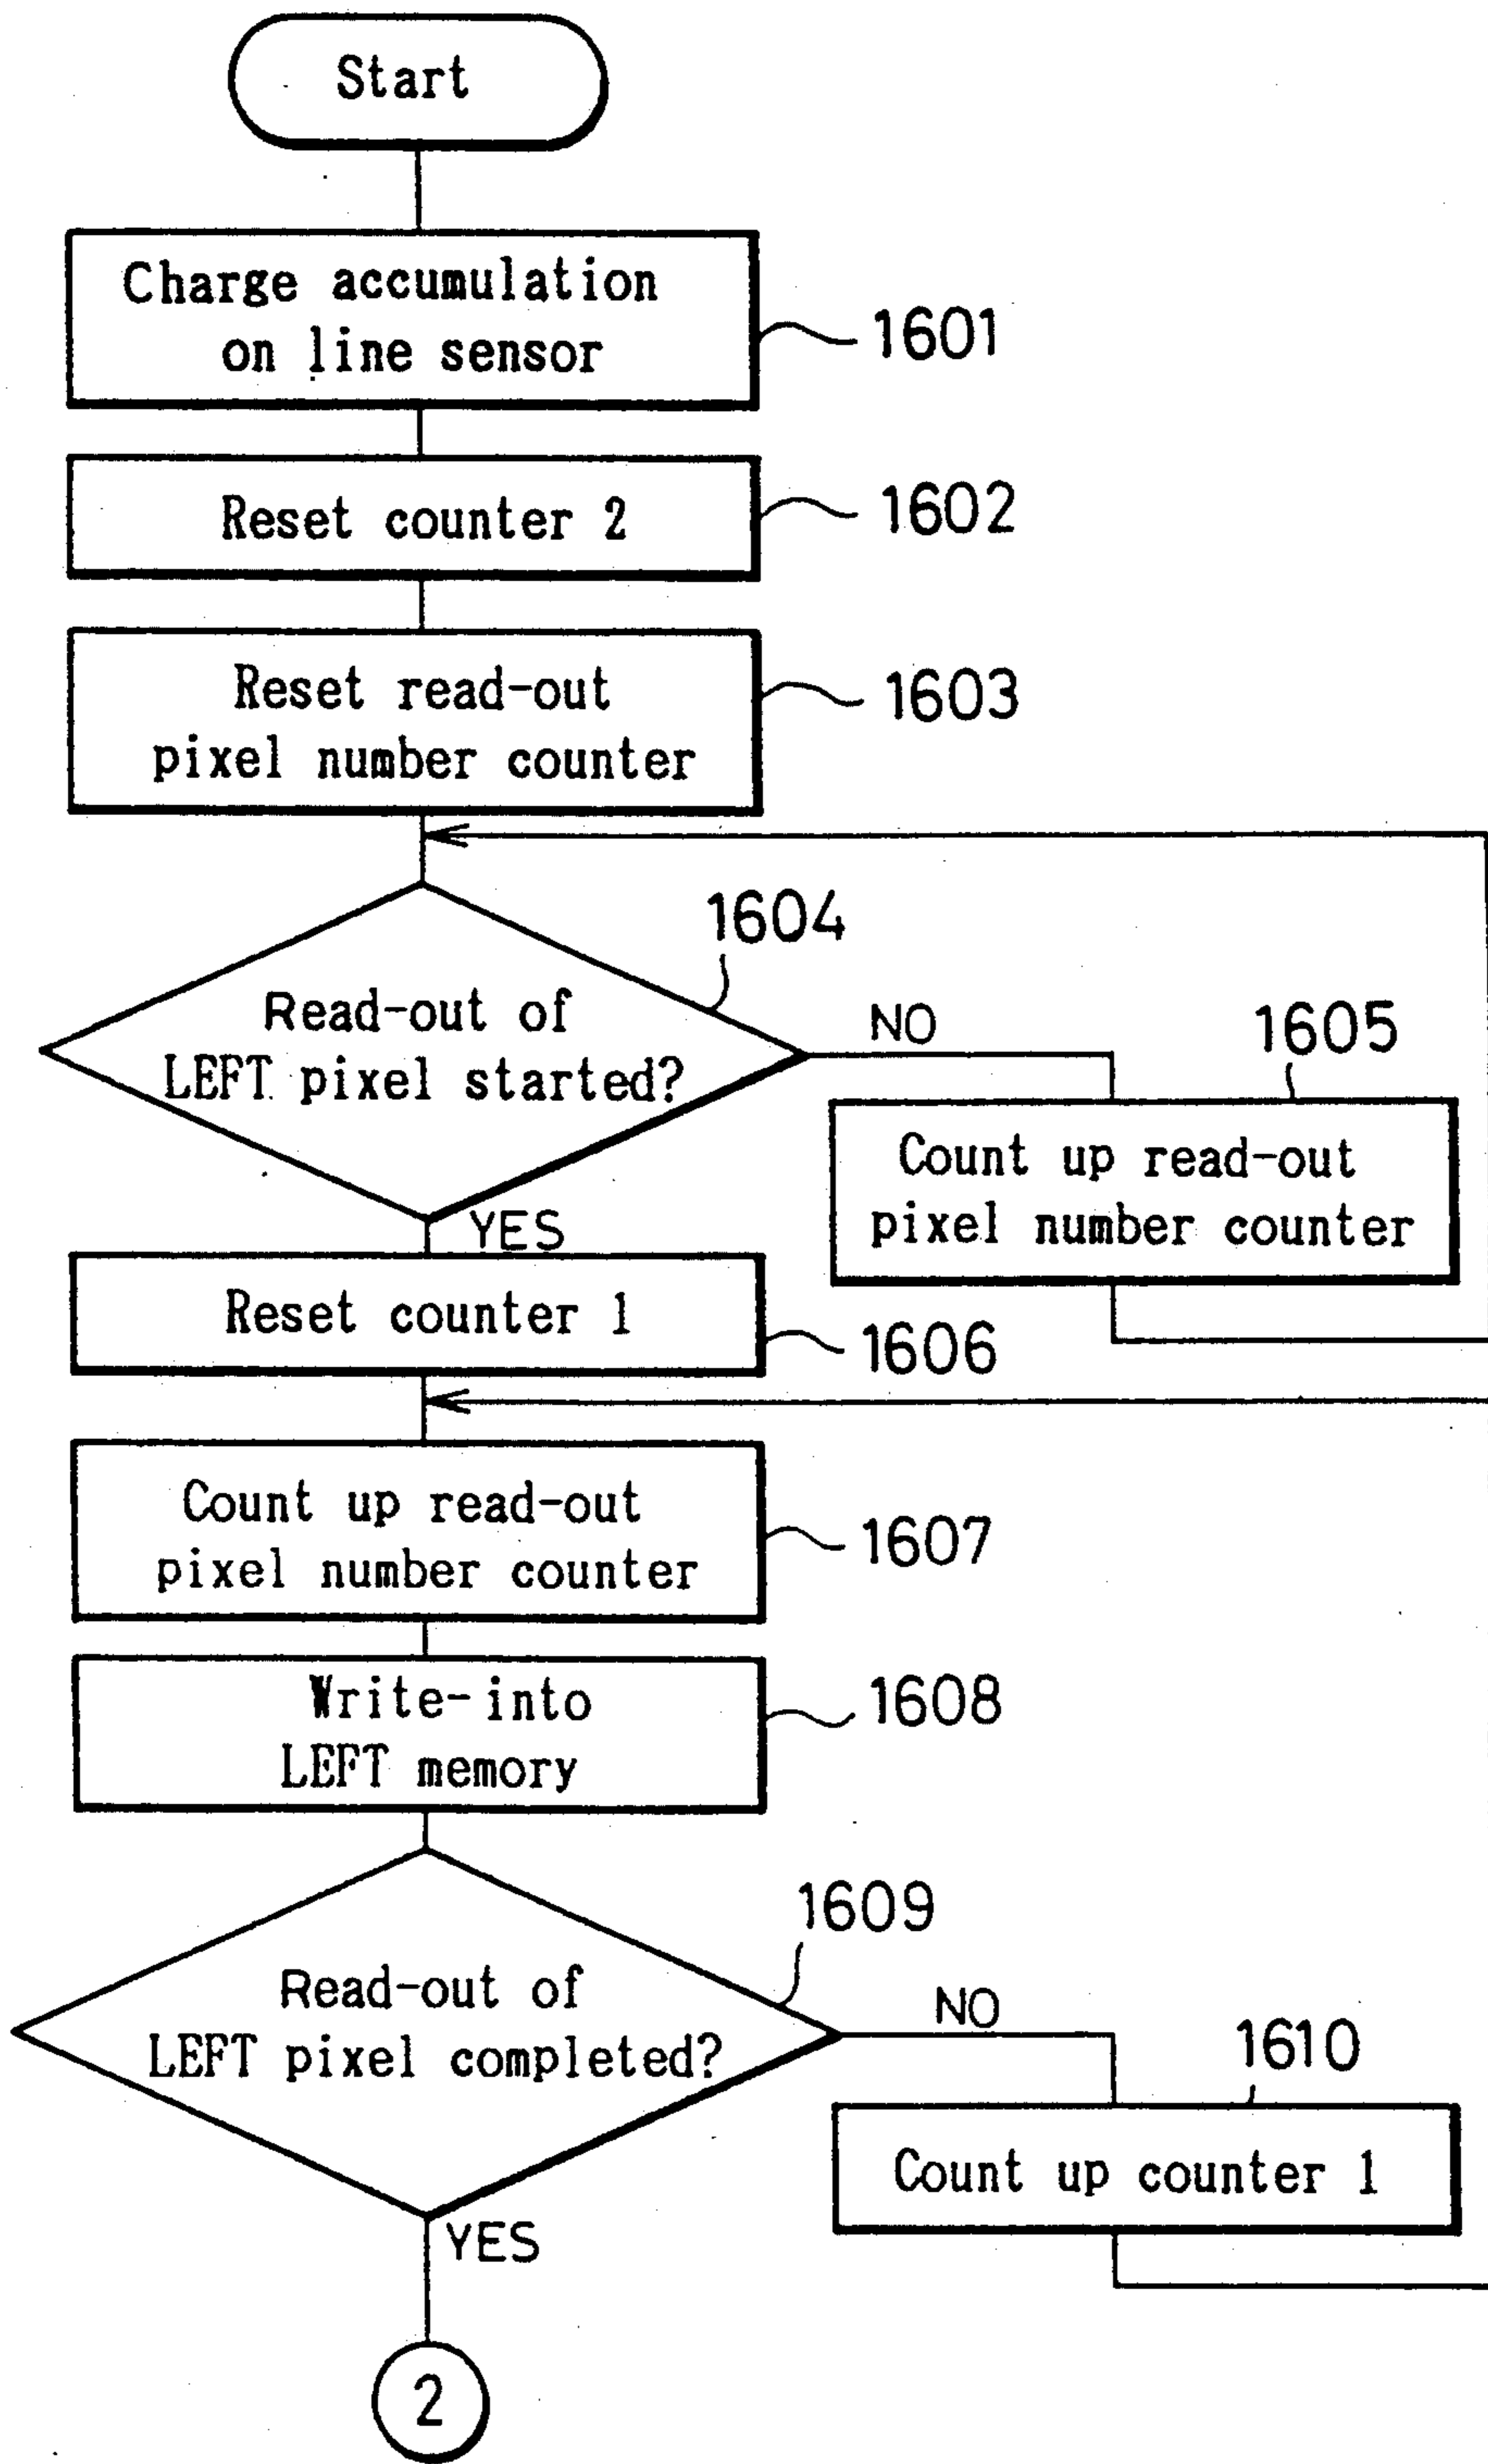 Start
Charge accumulation
on line sensor
1601
Reset counter 2
1602
Reset read-out
pixel number counter
1603
1604
Read-out of
LEFT pixel started?
NO
1605
Count up read-out
pixel number counter
YES
Reset counter 1
1606
Count up read-out
pixel number counter
1607
Write-into
LEFT memory
1608
1609
Read-out of
LEFT pixel completed?
NO
1610
Count up counter 1
YES
2